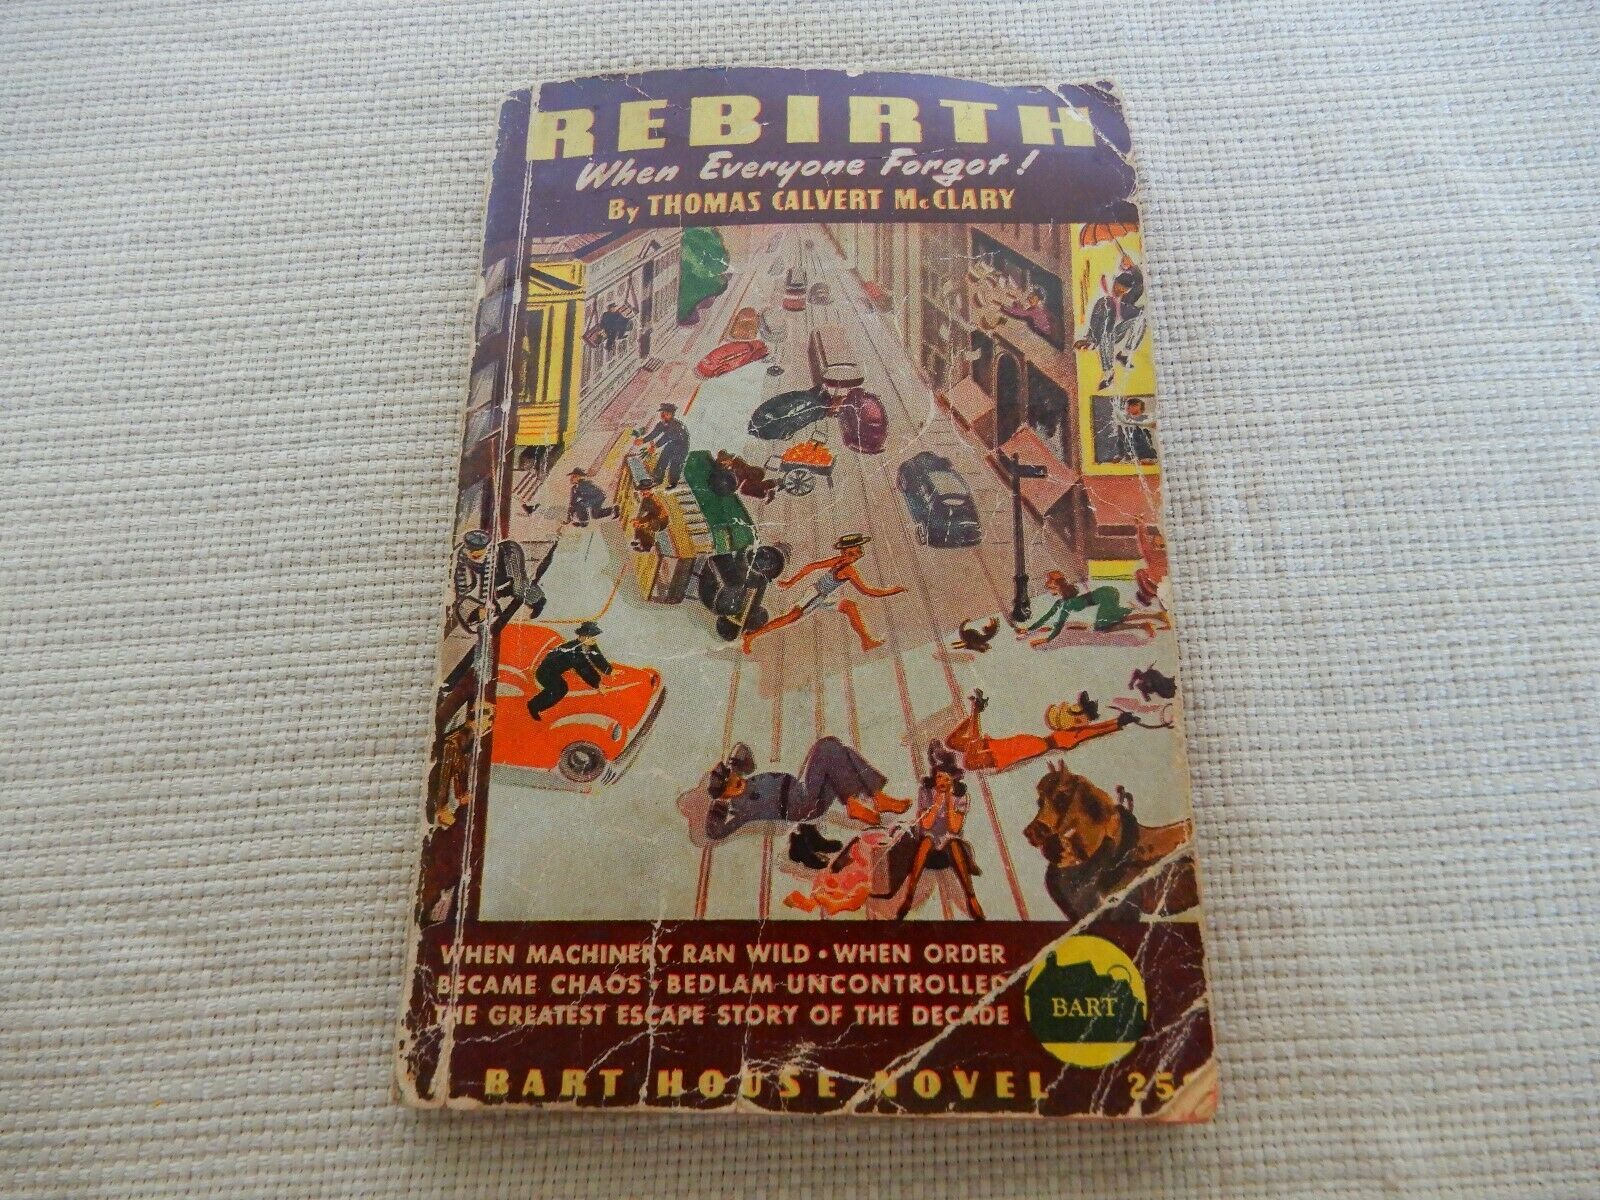 REBIRTH
When Everyone Forgot!
By THOMAS CALVERT McCLARY
WHEN MACHINERY RAN WILD • WHEN ORDER
BECAME CHAOS • BEDLAM UNCONTROLLED
THE GREATEST ESCAPE STORY OF THE DECADE
BART
BART HOUSE NOVEL 25¢